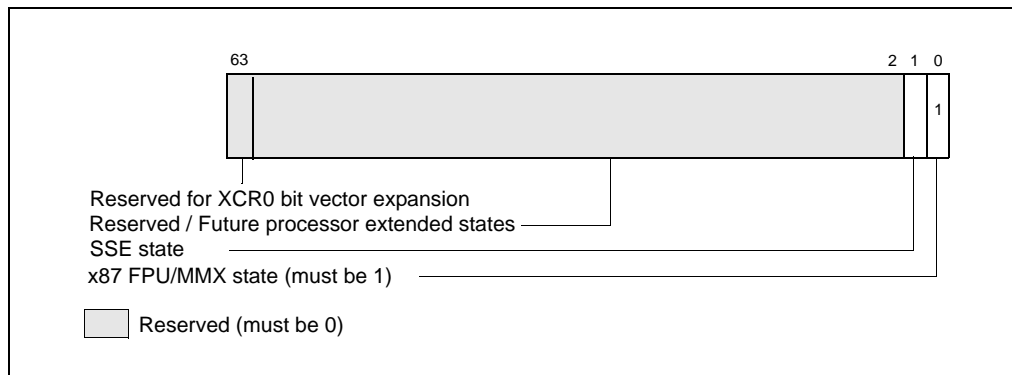 63 2 1 0
1
Reserved for XCR0 bit vector expansion
Reserved / Future processor extended states
SSE state
x87 FPU/MMX state (must be 1)
Reserved (must be 0)